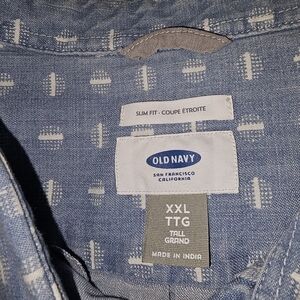 SLIM FIT - COUPE ÉTROITE
OLD NAVY
SAN FRANCISCO
CALIFORNIA
XXL
TTG
TALL
GRAND
MADE IN INDIA